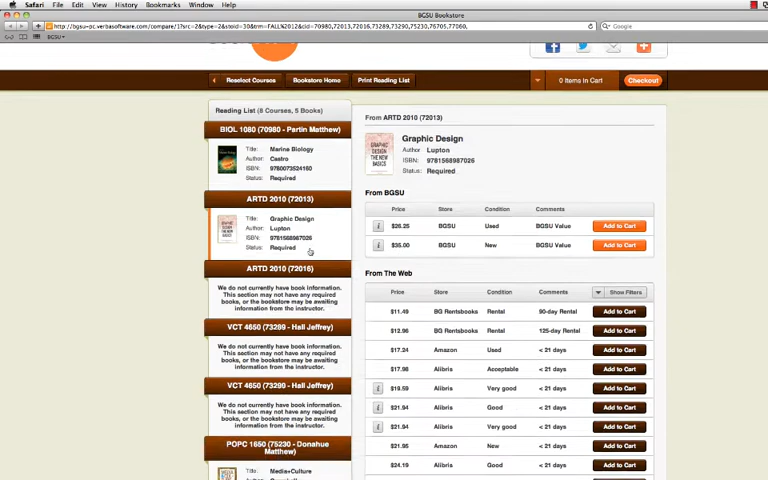 Safari File Edit View History Bookmarks Window Help
BGSU Bookstore
Google
BGSU
Reselect Courses Bookstore Home Print Reading List 0 Items in Cart Checkout
Reading List (8 Courses, 5 Books)
BIOL 1080 (70980 - Partin Matthew)
Title: Marine Biology
Author: Castro
ISBN: 9780073524160
Status: Required
ARTD 2010 (72013)
Title: Graphic Design
Author: Lupton
ISBN: 9781568987026
Status: Required
ARTD 2010 (72016)
We do not currently have book information.
This section may not have any required
books, or the bookstore may be awaiting
information from the instructor.
VCT 4650 (73289 - Hall Jeffrey)
We do not currently have book information.
This section may not have any required
books, or the bookstore may be awaiting
information from the instructor.
VCT 4650 (73299 - Hall Jeffrey)
We do not currently have book information.
This section may not have any required
books, or the bookstore may be awaiting
information from the instructor.
POPC 1650 (75230 - Donahue
Matthew)
Title: Media+Culture
From ARTD 2010 (72013)
GRAPHIC DESIGN THE NEW BASICS
Graphic Design
Author Lupton
ISBN: 9781568987026
Status: Required
From BGSU
Price Store Condition Comments
$26.25 BGSU Used BGSU Value Add to Cart
$35.00 BGSU New BGSU Value Add to Cart
From The Web
Price Store Condition Comments Show Filters
$11.49 BG Rentsbooks Rental 90-day Rental Add to Cart
$12.96 BG Rentsbooks Rental 125-day Rental Add to Cart
$17.24 Amazon Used < 21 days Add to Cart
$17.98 Alibris Acceptable < 21 days Add to Cart
$19.59 Alibris Very good < 21 days Add to Cart
$21.94 Alibris Good < 21 days Add to Cart
$21.94 Alibris Very good < 21 days Add to Cart
$21.95 Amazon New < 21 days Add to Cart
$24.19 Alibris Good < 21 days Add to Cart